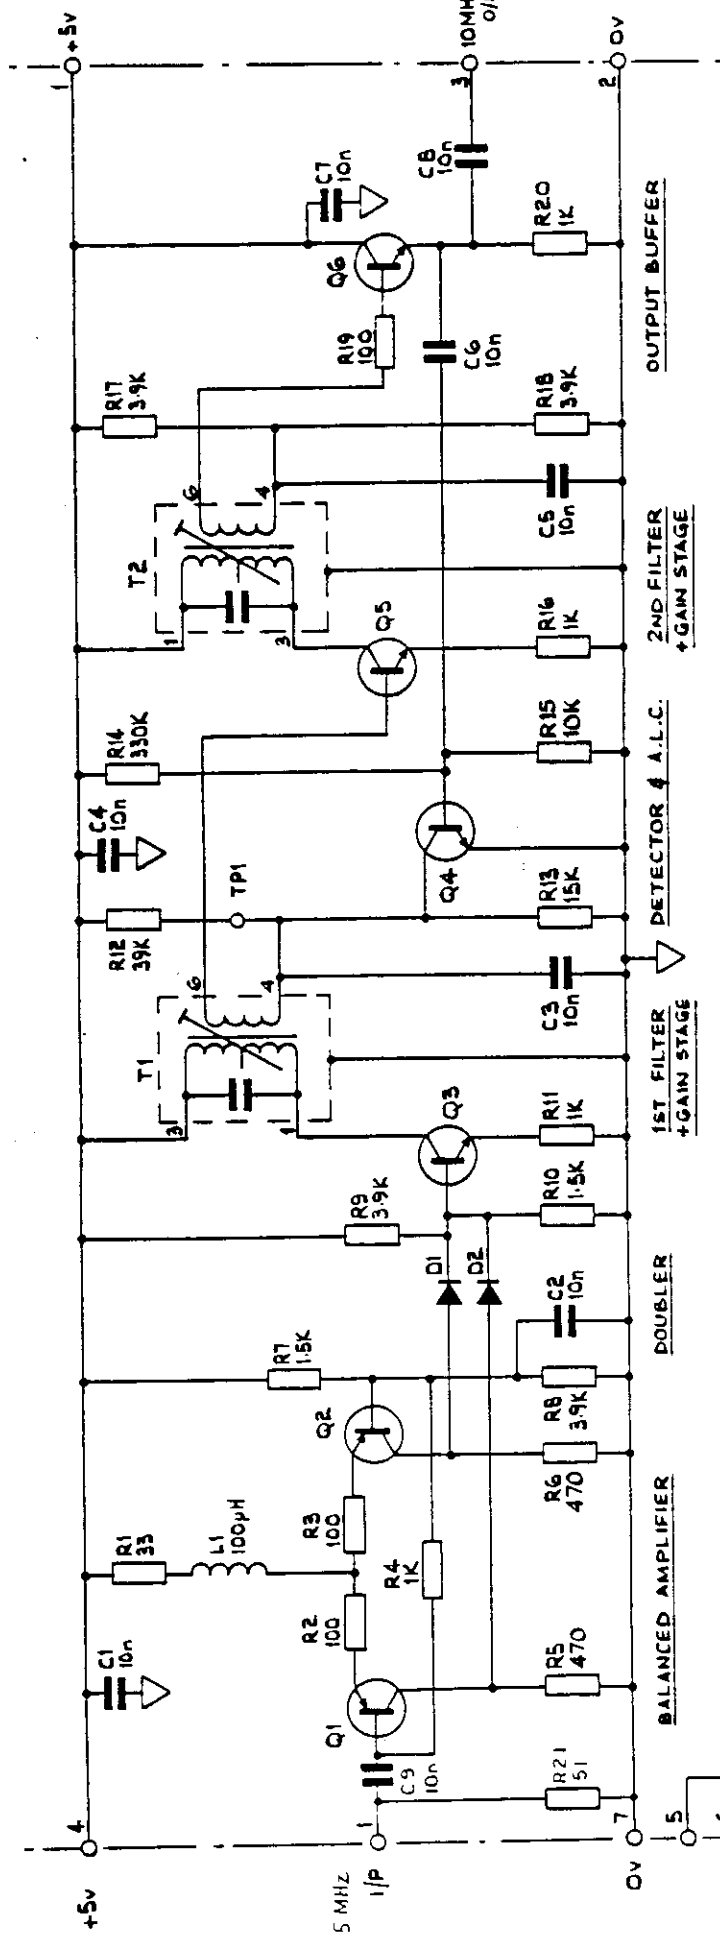 +5v
4
C1
10n
R1
33
L1
100µH
R2
100
R3
100
Q1
Q2
R4
1K
C9
10n
5 MHz
I/P
1
R21
51
R5
470
R6
470
R7
1.5K
R8
3.9K
C2
10n
D1
D2
R9
3.9K
R10
1.5K
R11
1K
Q3
T1
3
1
6
4
C3
10n
R12
39K
TP1
R13
15K
C4
10n
R14
330K
Q4
R15
10K
Q5
R16
1K
T2
1
3
6
4
C5
10n
R17
3.9K
R18
3.9K
R19
100
Q6
C6
10n
C7
10n
C8
10n
R20
1K
1
+5v
3
10MH
O/
2
0V
0V
7
5
BALANCED AMPLIFIER
DOUBLER
1ST FILTER
+GAIN STAGE
DETECTOR & A.L.C.
2ND FILTER
+GAIN STAGE
OUTPUT BUFFER